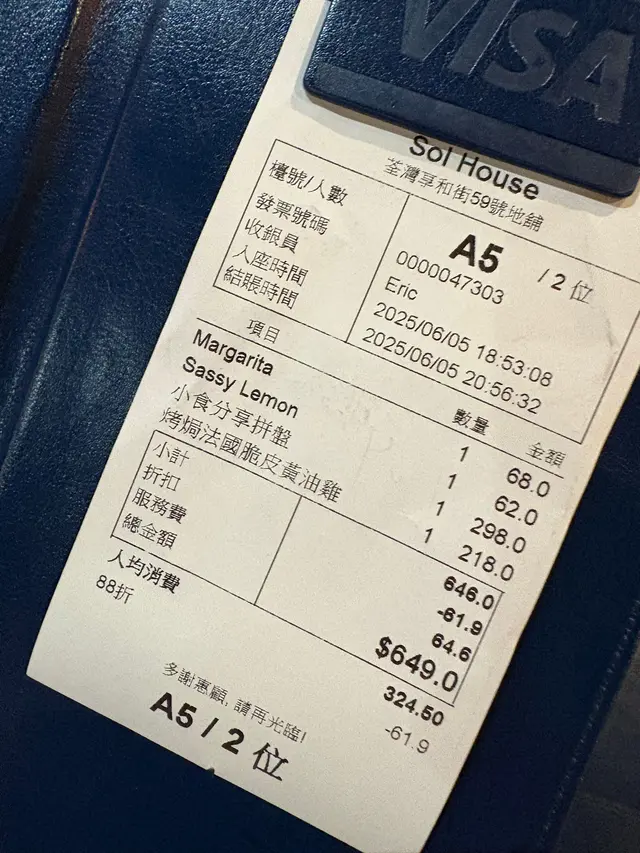 VISA
Sol House
荃灣享和街59號地舖
檯號/人數 A5 / 2 位
發票號碼 0000047303
收銀員 Eric
入座時間 2025/06/05 18:53:08
結賬時間 2025/06/05 20:56:32
項目 數量 金額
Margarita 1 68.0
Sassy Lemon 1 62.0
小食分享拼盤 1 298.0
烤焗法國脆皮黃油雞 1 218.0
小計 646.0
折扣 -61.9
服務費 64.6
總金額 $649.0
人均消費 324.50
88折 -61.9
多謝惠顧, 請再光臨!
A5 / 2 位